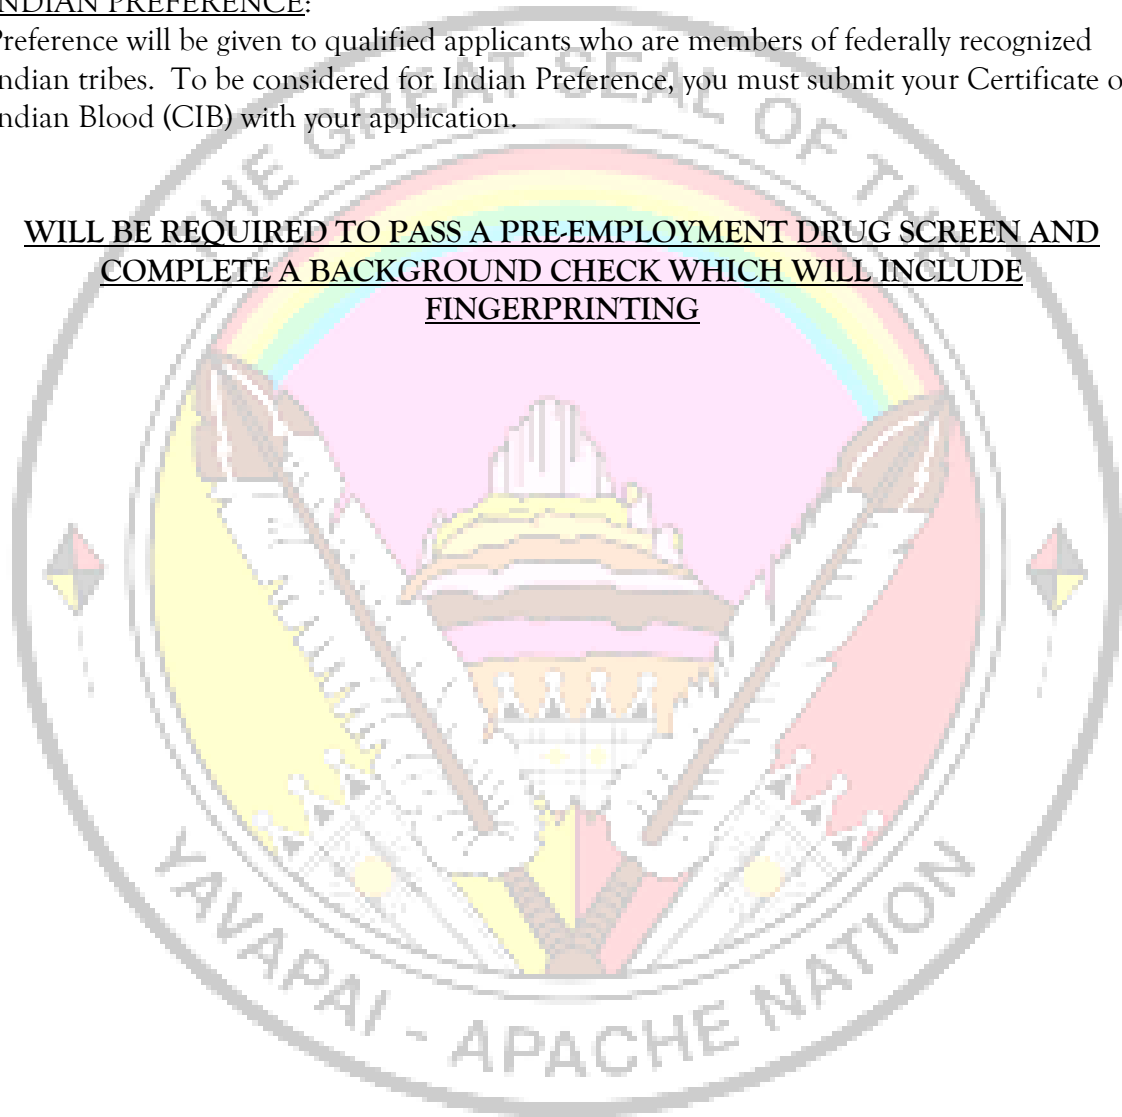 INDIAN PREFERENCE:
Preference will be given to qualified applicants who are members of federally recognized
Indian tribes.  To be considered for Indian Preference, you must submit your Certificate o
Indian Blood (CIB) with your application.
THE GREAT SEAL OF THE
WILL BE REQUIRED TO PASS A PRE-EMPLOYMENT DRUG SCREEN AND
COMPLETE A BACKGROUND CHECK WHICH WILL INCLUDE
FINGERPRINTING
YAVAPAI - APACHE NATION